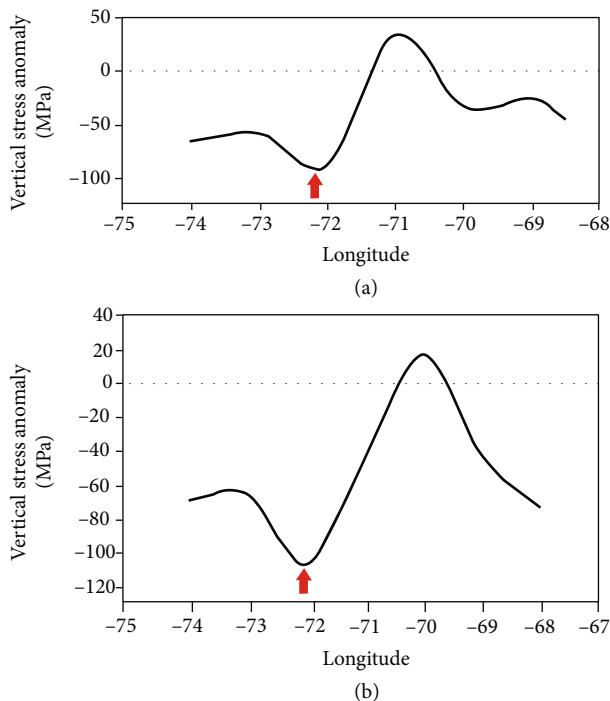 50
0
−50
−100
Vertical stress anomaly
(MPa)
−75 −74 −73 −72 −71 −70 −69 −68
Longitude
(a)
40
20
0
−20
−40
−60
−80
−100
−120
Vertical stress anomaly
(MPa)
−75 −74 −73 −72 −71 −70 −69 −68 −67
Longitude
(b)